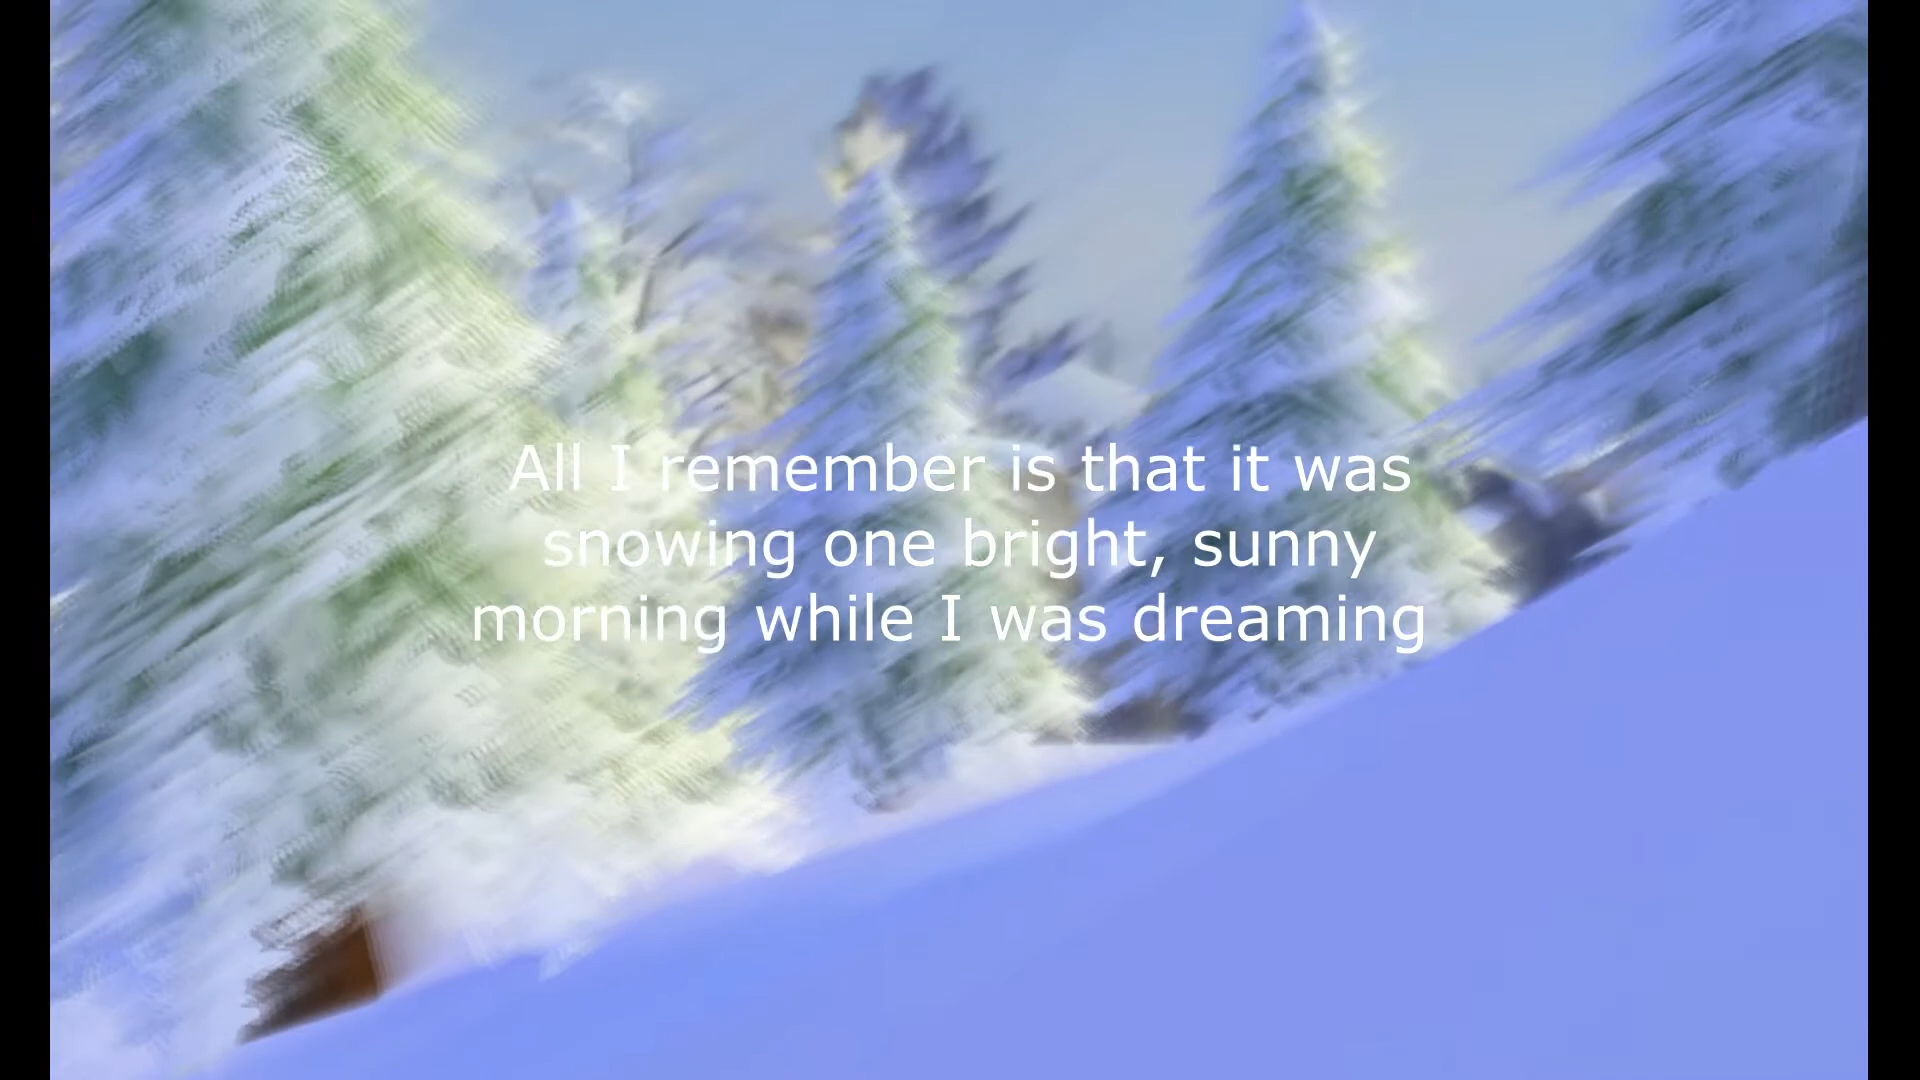 All I remember is that it was
snowing one bright, sunny
morning while I was dreaming